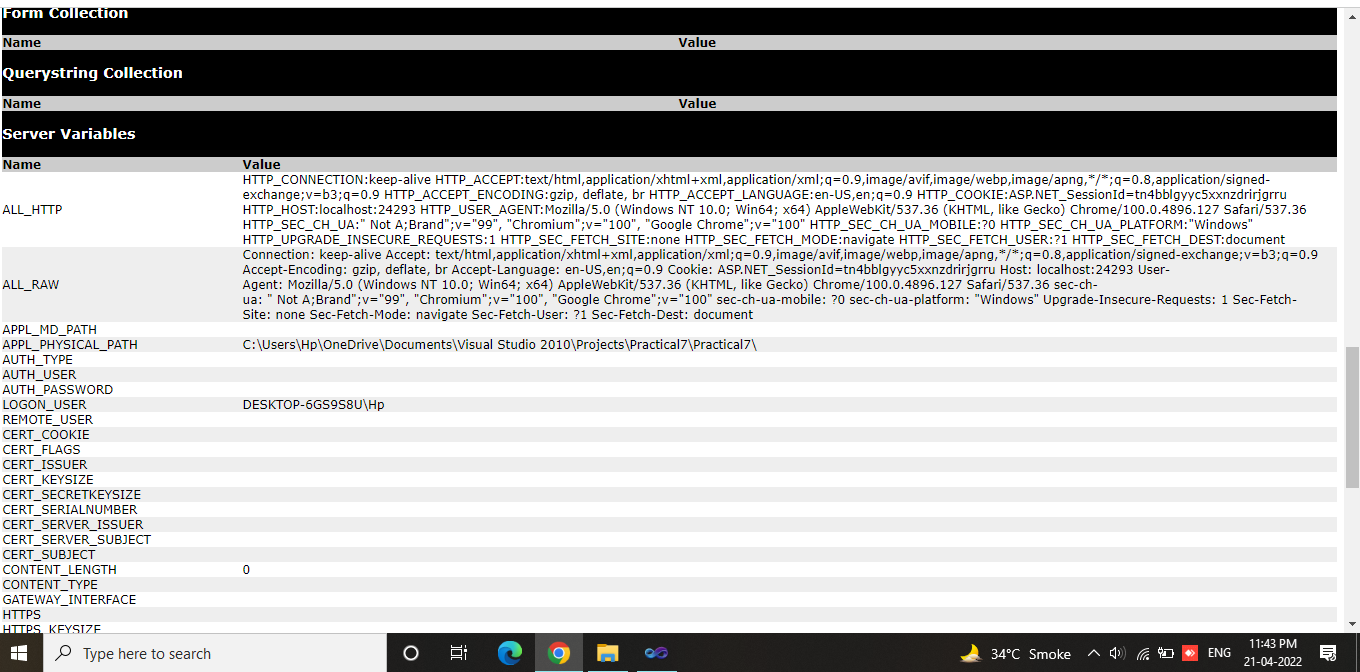 Form Collection
Name Value
Querystring Collection
Name Value
Server Variables
Name Value
HTTP_CONNECTION:keep-alive HTTP_ACCEPT:text/html,application/xhtml+xml,application/xml;q=0.9,image/avif,image/webp,image/apng,*/*;q=0.8,application/signed-
exchange;v=b3;q=0.9 HTTP_ACCEPT_ENCODING:gzip, deflate, br HTTP_ACCEPT_LANGUAGE:en-US,en;q=0.9 HTTP_COOKIE:ASP.NET_SessionId=tn4bblgyyc5xxnzdrirjgrru
ALL_HTTP HTTP_HOST:localhost:24293 HTTP_USER_AGENT:Mozilla/5.0 (Windows NT 10.0; Win64; x64) AppleWebKit/537.36 (KHTML, like Gecko) Chrome/100.0.4896.127 Safari/537.36
HTTP_SEC_CH_UA:" Not A;Brand";v="99", "Chromium";v="100", "Google Chrome";v="100" HTTP_SEC_CH_UA_MOBILE:?0 HTTP_SEC_CH_UA_PLATFORM:"Windows"
HTTP_UPGRADE_INSECURE_REQUESTS:1 HTTP_SEC_FETCH_SITE:none HTTP_SEC_FETCH_MODE:navigate HTTP_SEC_FETCH_USER:?1 HTTP_SEC_FETCH_DEST:document
Connection: keep-alive Accept: text/html,application/xhtml+xml,application/xml;q=0.9,image/avif,image/webp,image/apng,*/*;q=0.8,application/signed-exchange;v=b3;q=0.9
Accept-Encoding: gzip, deflate, br Accept-Language: en-US,en;q=0.9 Cookie: ASP.NET_SessionId=tn4bblgyyc5xxnzdrirjgrru Host: localhost:24293 User-
ALL_RAW Agent: Mozilla/5.0 (Windows NT 10.0; Win64; x64) AppleWebKit/537.36 (KHTML, like Gecko) Chrome/100.0.4896.127 Safari/537.36 sec-ch-
ua: " Not A;Brand";v="99", "Chromium";v="100", "Google Chrome";v="100" sec-ch-ua-mobile: ?0 sec-ch-ua-platform: "Windows" Upgrade-Insecure-Requests: 1 Sec-Fetch-
Site: none Sec-Fetch-Mode: navigate Sec-Fetch-User: ?1 Sec-Fetch-Dest: document
APPL_MD_PATH
APPL_PHYSICAL_PATH C:\Users\Hp\OneDrive\Documents\Visual Studio 2010\Projects\Practical7\Practical7\
AUTH_TYPE
AUTH_USER
AUTH_PASSWORD
LOGON_USER DESKTOP-6GS9S8U\Hp
REMOTE_USER
CERT_COOKIE
CERT_FLAGS
CERT_ISSUER
CERT_KEYSIZE
CERT_SECRETKEYSIZE
CERT_SERIALNUMBER
CERT_SERVER_ISSUER
CERT_SERVER_SUBJECT
CERT_SUBJECT
CONTENT_LENGTH 0
CONTENT_TYPE
GATEWAY_INTERFACE
HTTPS
HTTPS_KEYSIZE
Type here to search
34°C Smoke
ENG
11:43 PM
21-04-2022